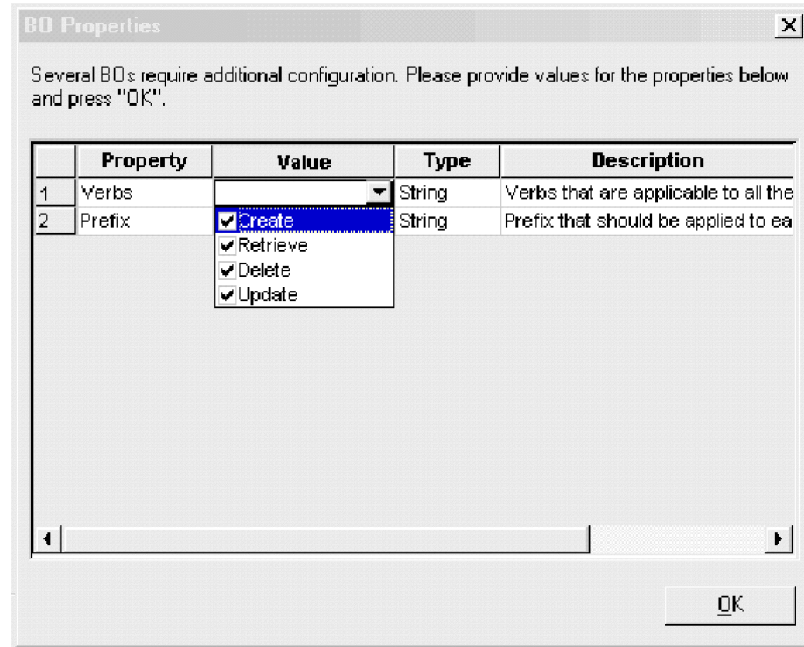 BO Properties
Several BOs require additional configuration. Please provide values for the properties below
and press "OK".
Property Value Type Description
1 Verbs String Verbs that are applicable to all the
2 Prefix String Prefix that should be applied to ea
Create
Retrieve
Delete
Update
OK